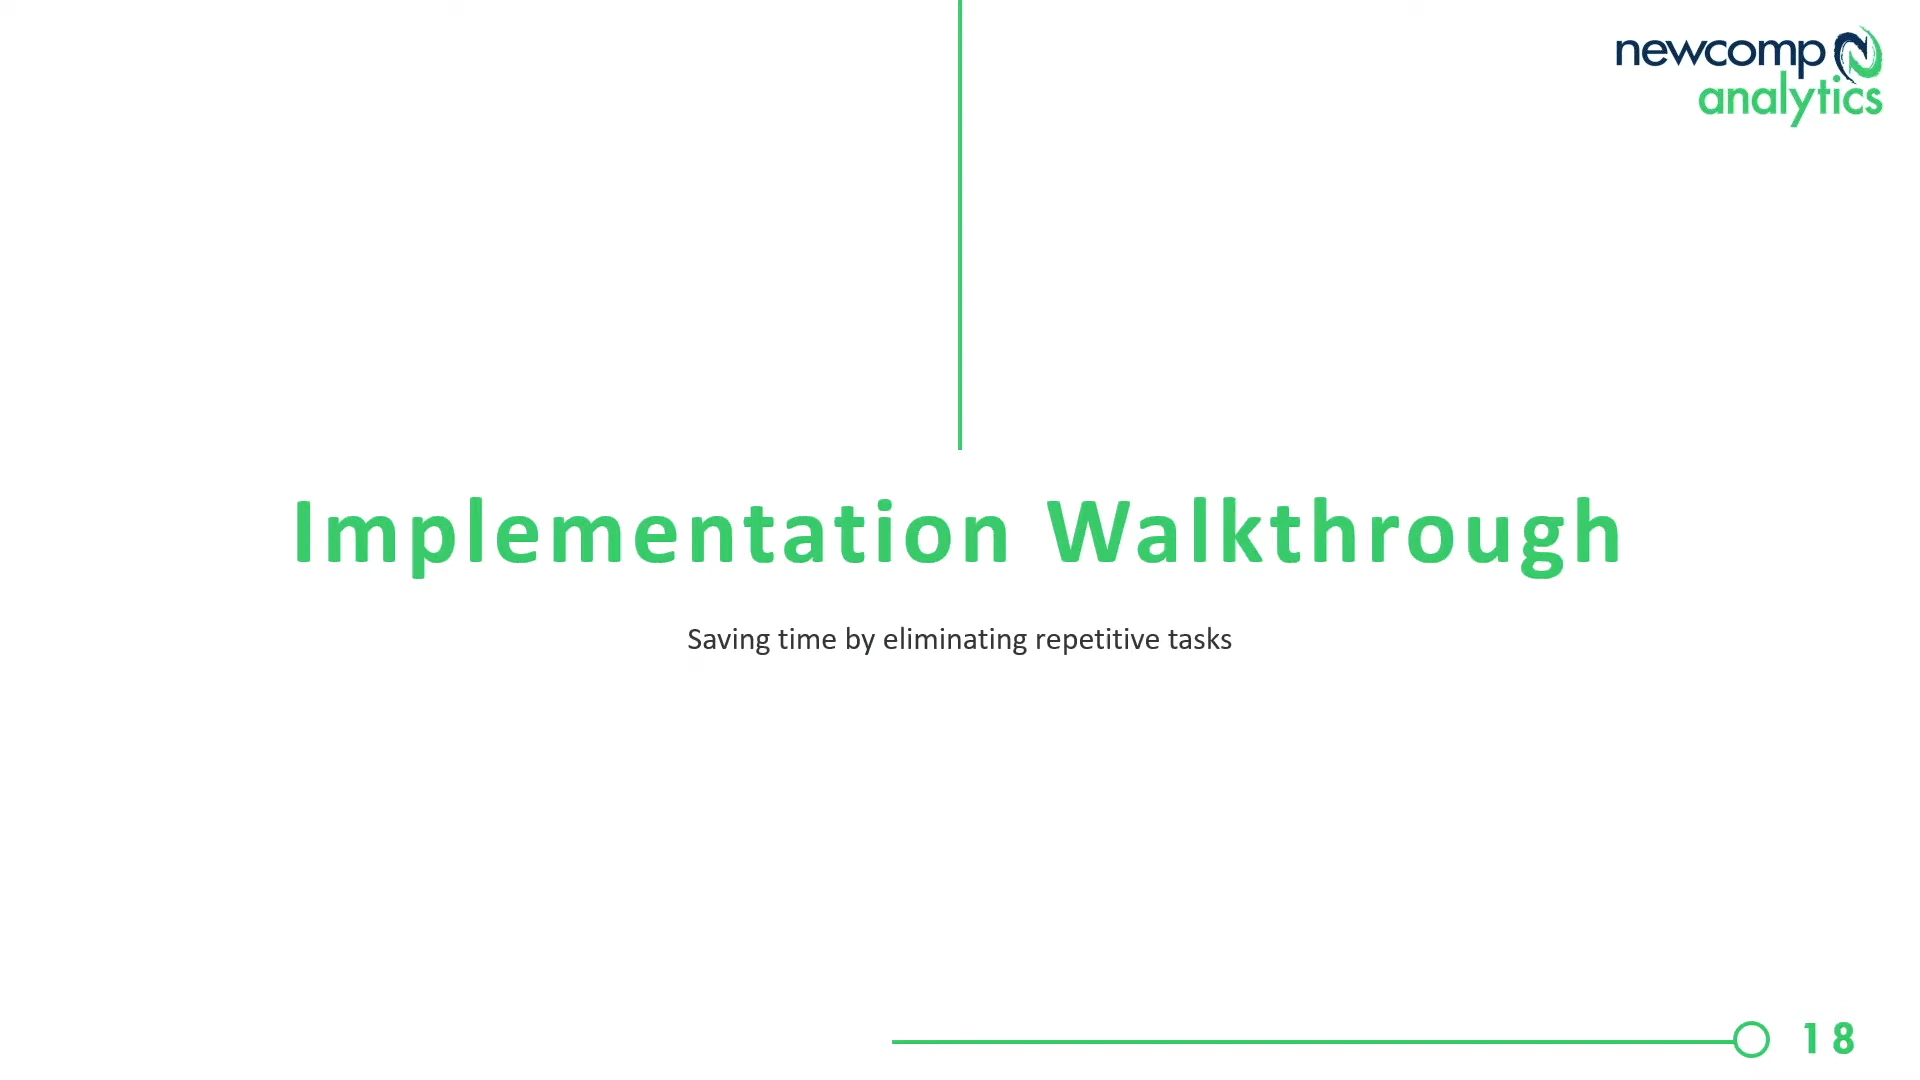 newcomp
analytics
Implementation Walkthrough
Saving time by eliminating repetitive tasks
18